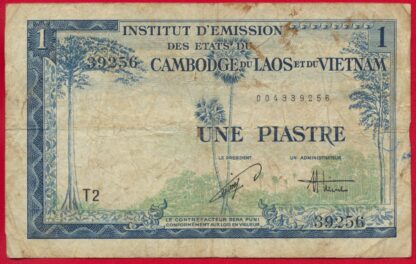 1 INSTITUT D'EMISSION 1
DES ETATS DU
39256 CAMBODGE DU LAOS ET DU VIETNAM
004339256
UNE PIASTRE
LE PRESIDENT UN ADMINISTRATEUR
T2
39256
LE CONTREFACTEUR SERA PUNI
CONFORMEMENT AUX LOIS EN VIGUEUR